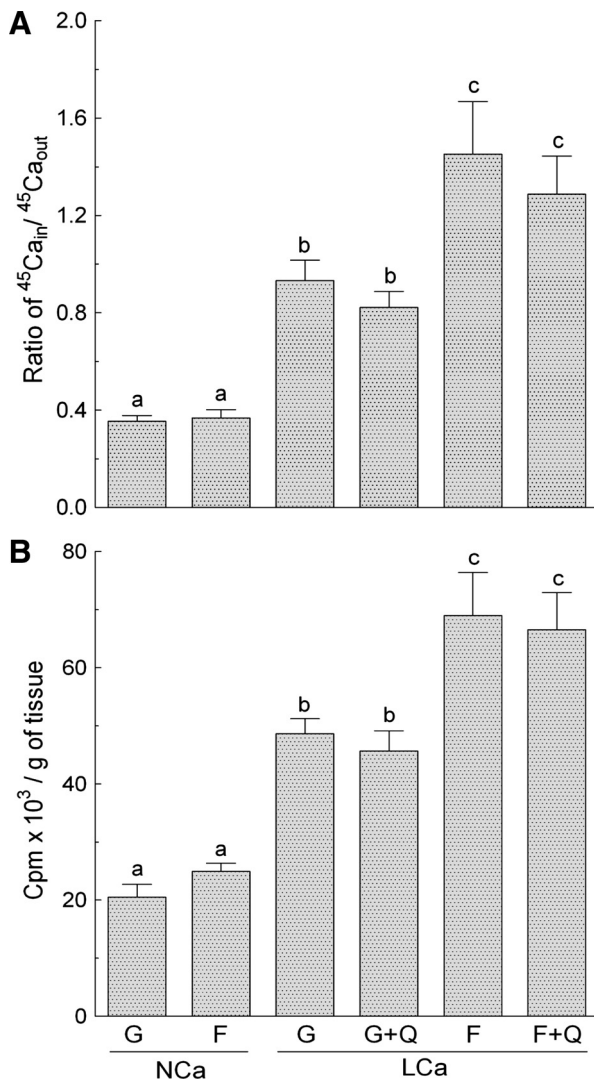 A
2.0
1.6
1.2
0.8
0.4
0.0
Ratio of ⁴⁵Caᵢₙ/ ⁴⁵Caₒᵤₜ
a
a
b
b
c
c
B
80
60
40
20
0
Cpm x 10³ / g of tissue
a
a
b
b
c
c
G F G G+Q F F+Q
NCa LCa